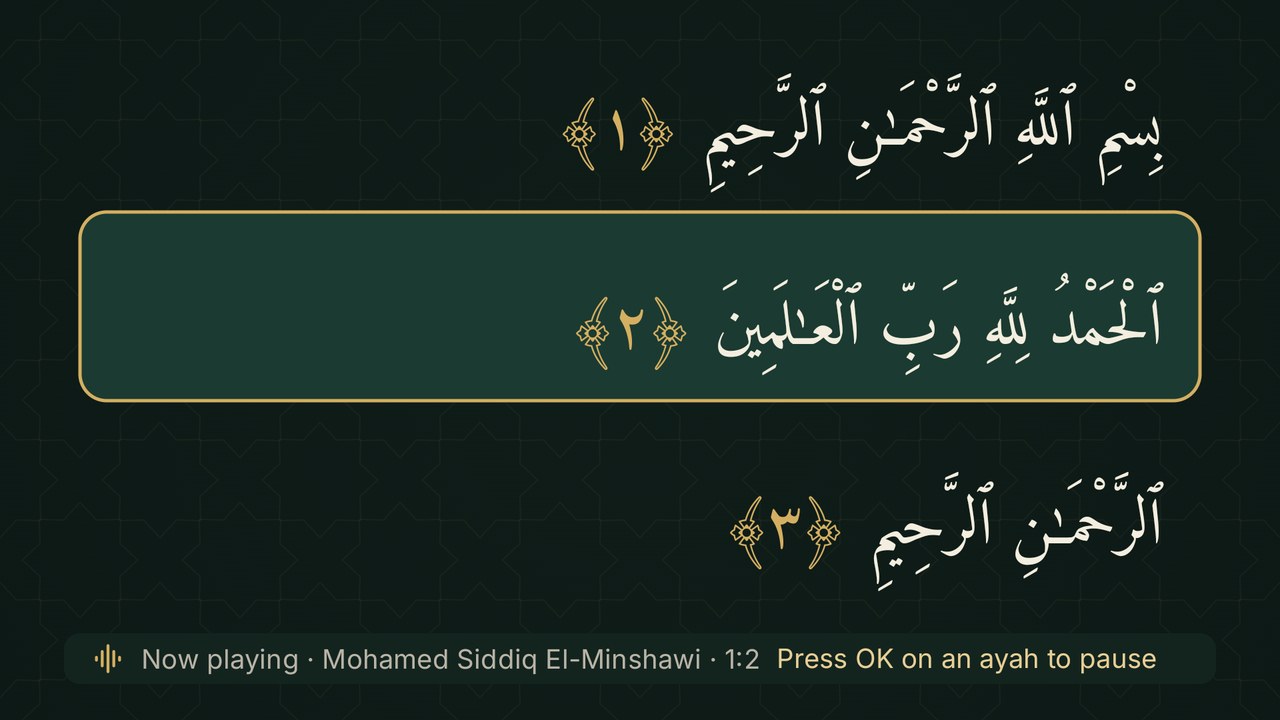 بِسْمِ ٱللَّهِ ٱلرَّحْمَـٰنِ ٱلرَّحِيمِ ﴿١﴾
ٱلْحَمْدُ لِلَّهِ رَبِّ ٱلْعَـٰلَمِينَ ﴿٢﴾
ٱلرَّحْمَـٰنِ ٱلرَّحِيمِ ﴿٣﴾
Now playing · Mohamed Siddiq El-Minshawi · 1:2 Press OK on an ayah to pause